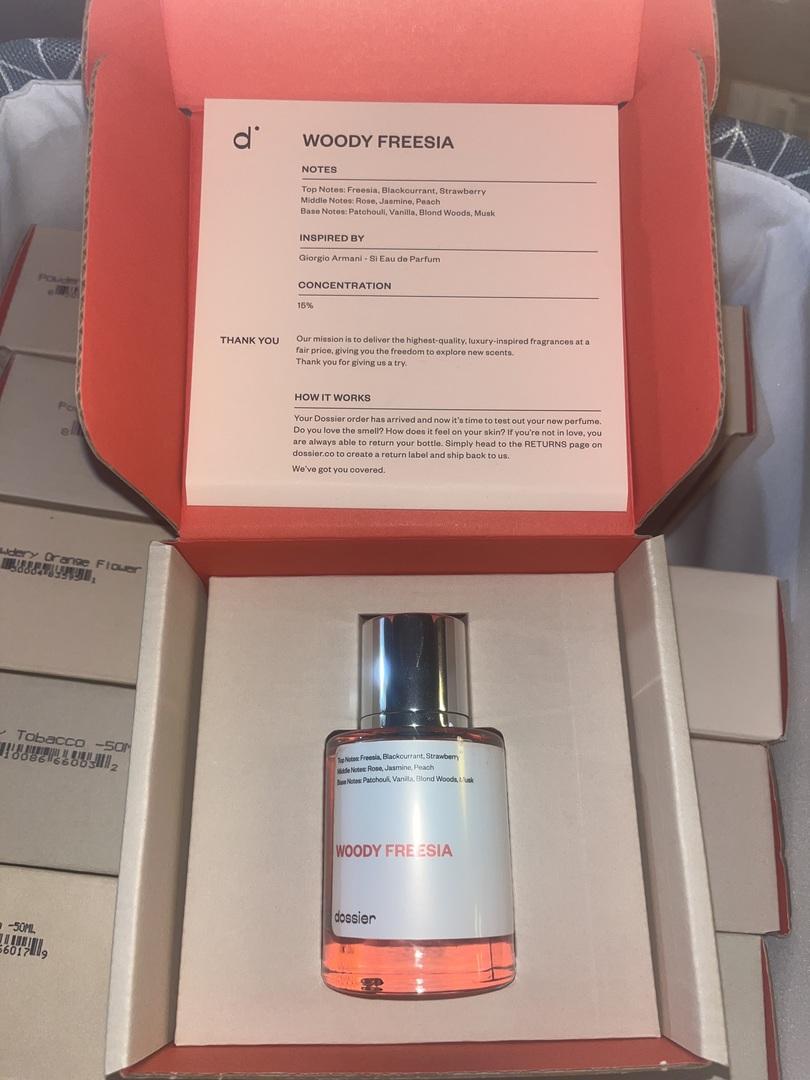 d
WOODY FREESIA
NOTES
Top Notes: Freesia, Blackcurrant, Strawberry
Middle Notes: Rose, Jasmine, Peach
Base Notes: Patchouli, Vanilla, Blond Woods, Musk
INSPIRED BY
Giorgio Armani - Sì Eau de Parfum
CONCENTRATION
15%
THANK YOU
Our mission is to deliver the highest-quality, luxury-inspired fragrances at a
fair price, giving you the freedom to explore new scents.
Thank you for giving us a try.
HOW IT WORKS
Your Dossier order has arrived and now it's time to test out your new perfume.
Do you love the smell? How does it feel on your skin? If you're not in love, you
are always able to return your bottle. Simply head to the RETURNS page on
dossier.co to create a return label and ship back to us.
We've got you covered.
Top Notes: Freesia, Blackcurrant, Strawberry
Middle Notes: Rose, Jasmine, Peach
Base Notes: Patchouli, Vanilla, Blond Woods, Musk
WOODY FREESIA
dossier
Orange Flower
Tobacco -50M
-50ML